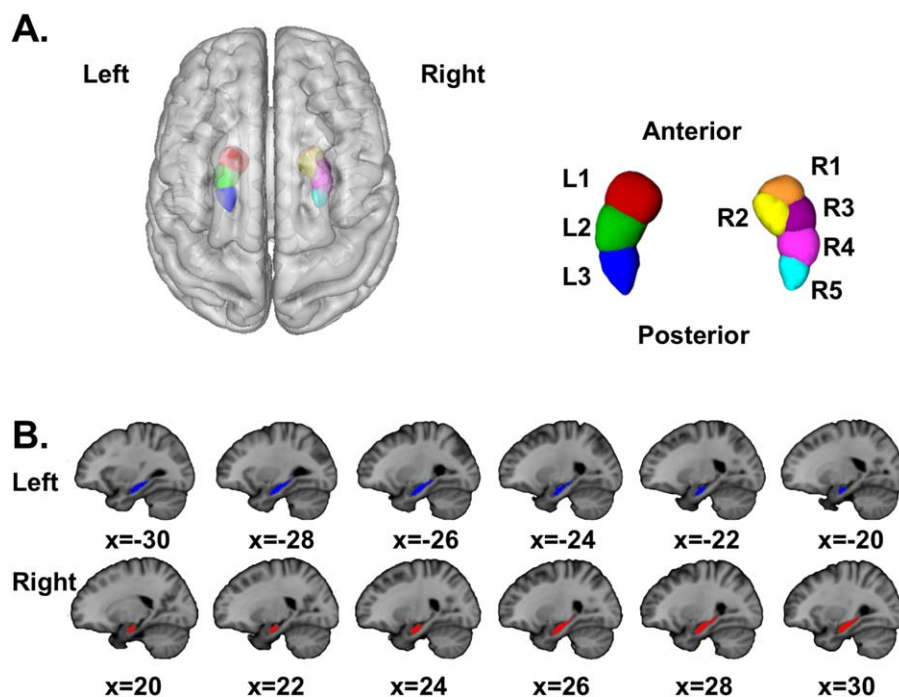 A.
Left Right
Anterior
L1 R1
R2 R3
L2 R4
L3 R5
Posterior
B.
Left
x=-30 x=-28 x=-26 x=-24 x=-22 x=-20
Right
x=20 x=22 x=24 x=26 x=28 x=30